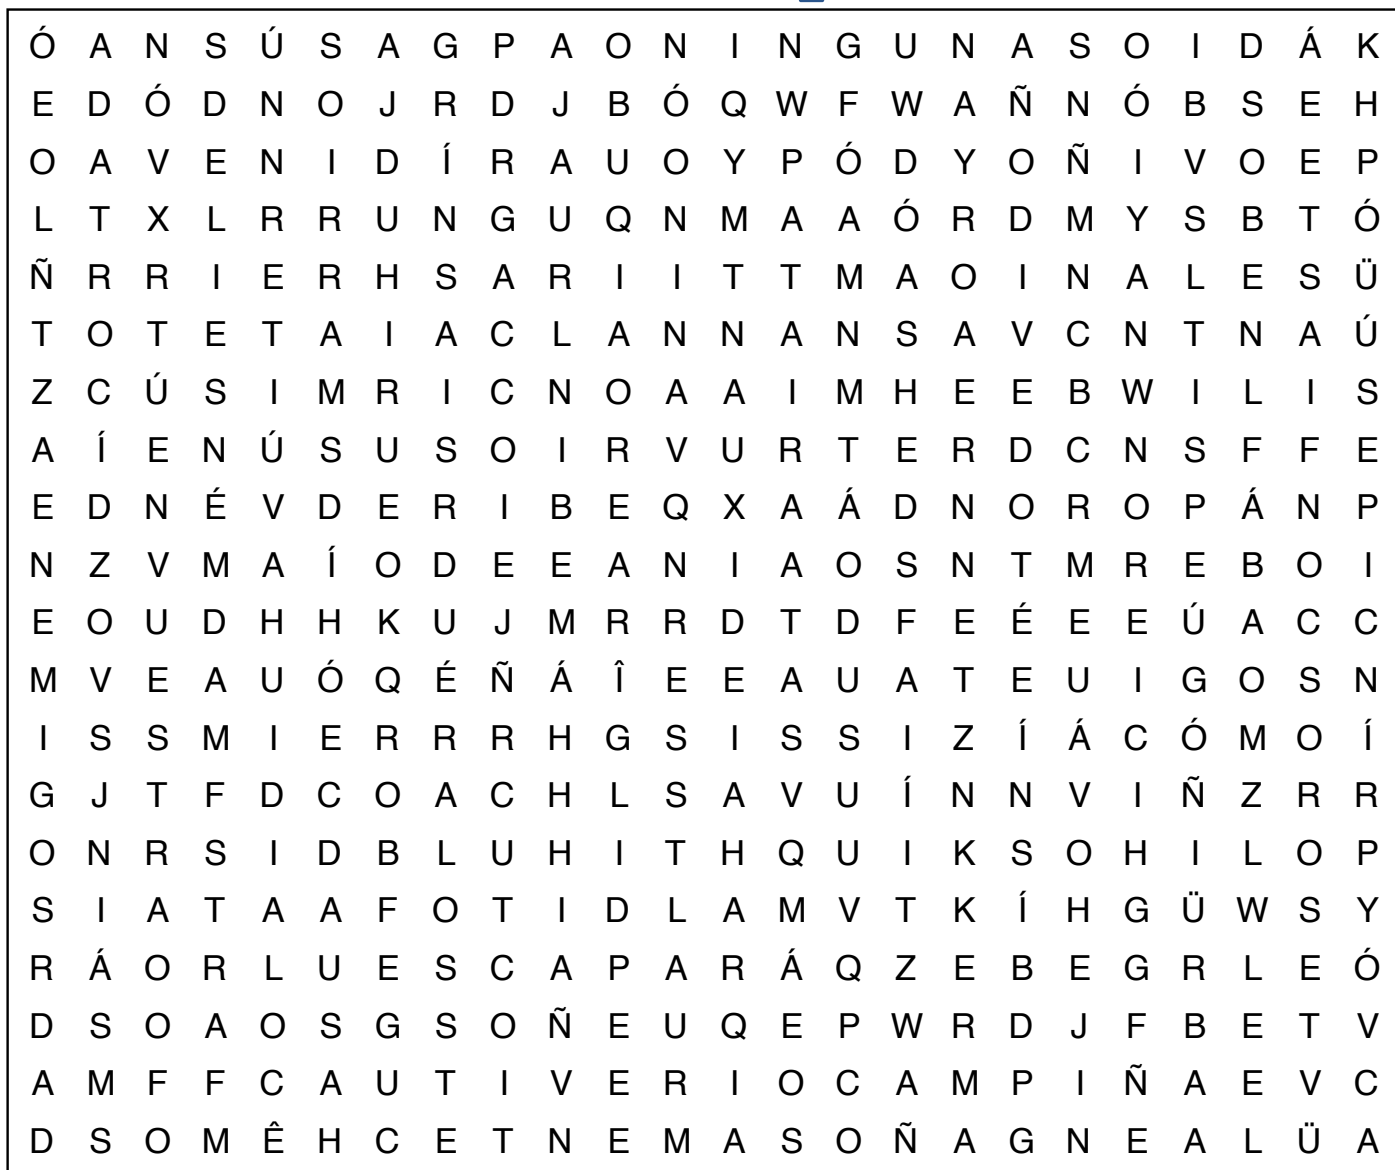 Ó A N S Ú S A G P A O N I N G U N A S O I D Á K
E D Ó D N O J R D J B Ó Q W F W A Ñ N Ó B S E H
O A V E N I D Í R A U O Y P Ó D Y O Ñ I V O E P
L T X L R R U N G U Q N M A A Ó R D M Y S B T Ó
Ñ R R I E R H S A R I I T T M A O I N A L E S Ü
T O T E T A I A C L A N N A N S A V C N T N A Ú
Z C Ú S I M R I C N O A A I M H E E B W I L I S
A Í E N Ú S U S O I R V U R T E R D C N S F F E
E D N É V D E R I B E Q X A Á D N O R O P Á N P
N Z V M A Í O D E E A N I A O S N T M R E B O I
E O U D H H K U J M R R D T D F E É E E Ú A C C
M V E A U Ó Q É Ñ Á Î E E A U A T E U I G O S N
I S S M I E R R R H G S I S S I Z Í Á C Ó M O Í
G J T F D C O A C H L S A V U Í N N V I Ñ Z R R
O N R S I D B L U H I T H Q U I K S O H I L O P
S I A T A A F O T I D L A M V T K Í H G Ü W S Y
R Á O R L U E S C A P A R Á Q Z E B E G R L E Ó
D S O A O S G S O Ñ E U Q E P W R D J F B E T V
A M F F C A U T I V E R I O C A M P I Ñ A E V C
D S O M Ê H C E T N E M A S O Ñ A G N E A L Ü A